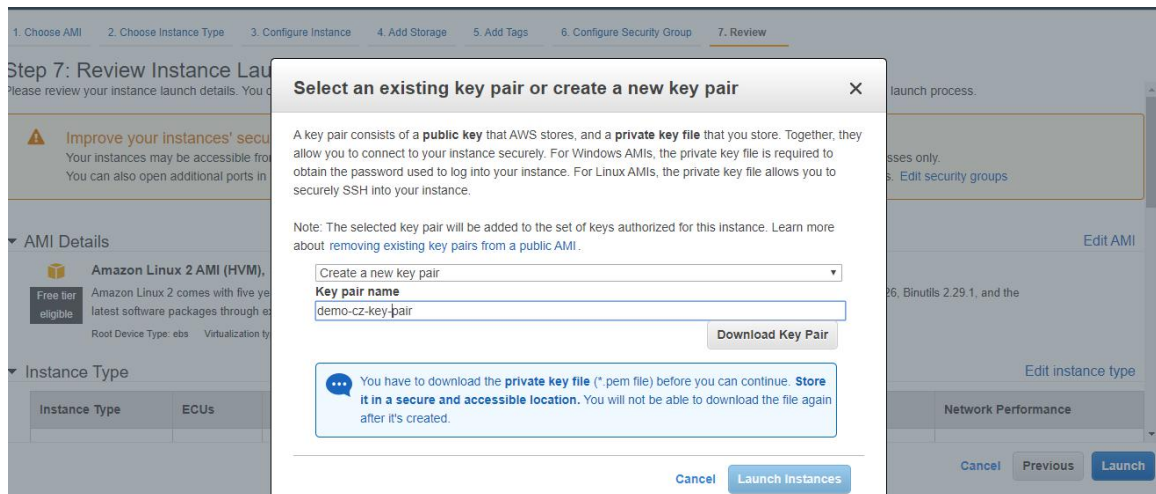 1. Choose AMI 2. Choose Instance Type 3. Configure Instance 4. Add Storage 5. Add Tags 6. Configure Security Group 7. Review
Step 7: Review Instance Lau
Please review your instance launch details. You c launch process.
Improve your instances' secu
Your instances may be accessible fro sses only.
You can also open additional ports in s. Edit security groups
AMI Details Edit AMI
Amazon Linux 2 AMI (HVM),
Free tier eligible
Amazon Linux 2 comes with five ye 26, Binutils 2.29.1, and the
latest software packages through e
Root Device Type: ebs Virtualization ty
Instance Type Edit instance type
Instance Type ECUs Network Performance
Cancel Previous Launch
Select an existing key pair or create a new key pair ×
A key pair consists of a public key that AWS stores, and a private key file that you store. Together, they
allow you to connect to your instance securely. For Windows AMIs, the private key file is required to
obtain the password used to log into your instance. For Linux AMIs, the private key file allows you to
securely SSH into your instance.
Note: The selected key pair will be added to the set of keys authorized for this instance. Learn more
about removing existing key pairs from a public AMI .
Create a new key pair
Key pair name
demo-cz-key-pair
Download Key Pair
You have to download the private key file (*.pem file) before you can continue. Store
it in a secure and accessible location. You will not be able to download the file again
after it's created.
Cancel Launch Instances